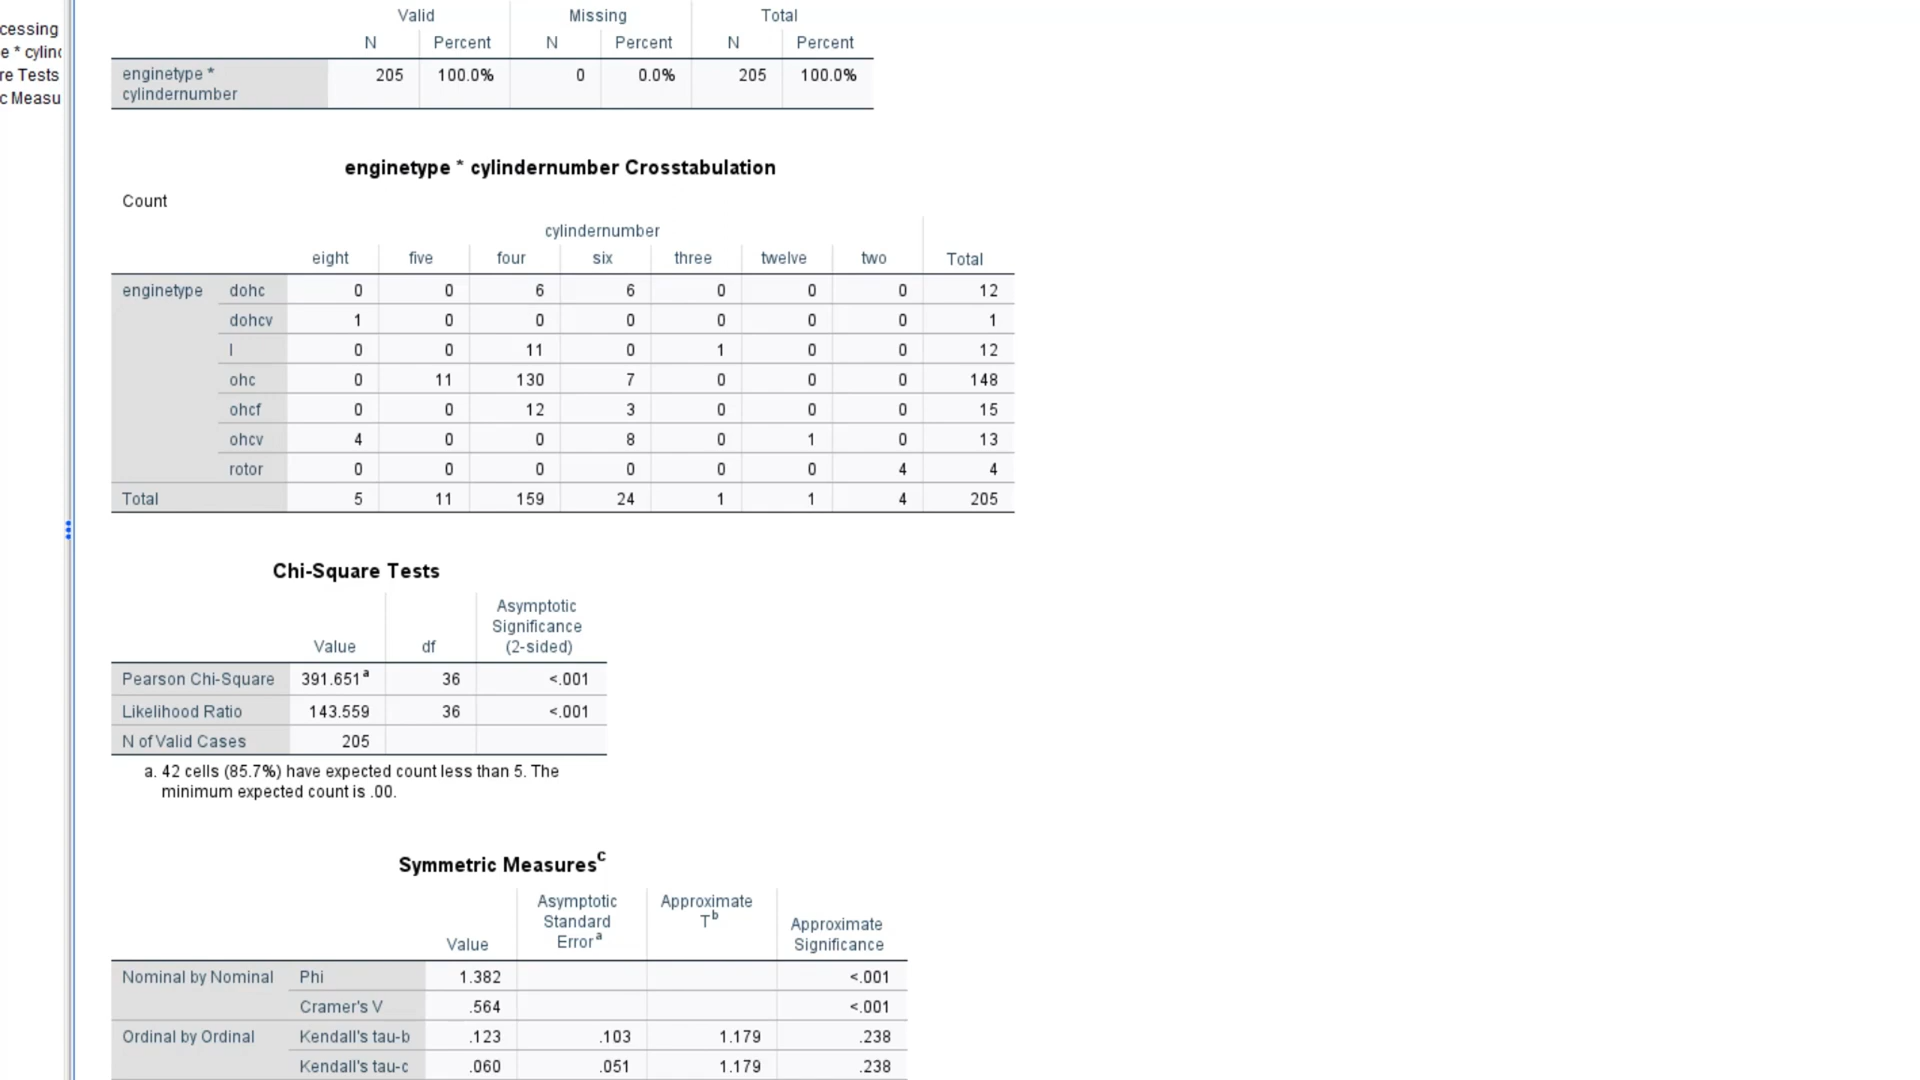 cessing
e * cylind
re Tests
c Measu
Valid Missing Total
N Percent N Percent N Percent
enginetype * cylindernumber 205 100.0% 0 0.0% 205 100.0%
enginetype * cylindernumber Crosstabulation
Count
cylindernumber
eight five four six three twelve two Total
enginetype dohc 0 0 6 6 0 0 0 12
dohcv 1 0 0 0 0 0 0 1
l 0 0 11 0 1 0 0 12
ohc 0 11 130 7 0 0 0 148
ohcf 0 0 12 3 0 0 0 15
ohcv 4 0 0 8 0 1 0 13
rotor 0 0 0 0 0 0 4 4
Total 5 11 159 24 1 1 4 205
Chi-Square Tests
Value df Asymptotic Significance (2-sided)
Pearson Chi-Square 391.651a 36 <.001
Likelihood Ratio 143.559 36 <.001
N of Valid Cases 205
a. 42 cells (85.7%) have expected count less than 5. The
minimum expected count is .00.
Symmetric Measuresc
Value Asymptotic Standard Errora Approximate Tb Approximate Significance
Nominal by Nominal Phi 1.382 <.001
Cramer's V .564 <.001
Ordinal by Ordinal Kendall's tau-b .123 .103 1.179 .238
Kendall's tau-c .060 .051 1.179 .238